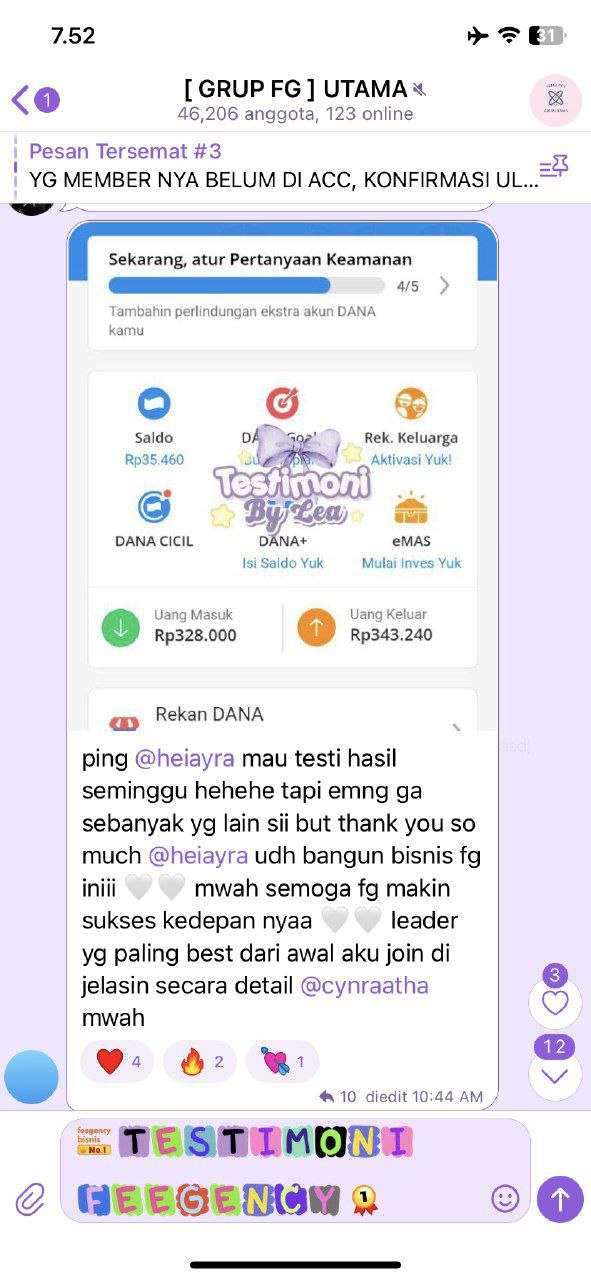 7.52
31
1
[ GRUP FG ] UTAMA
46,206 anggota, 123 online
Pesan Tersemat #3
YG MEMBER NYA BELUM DI ACC, KONFIRMASI UL...
Sekarang, atur Pertanyaan Keamanan
4/5
Tambahin perlindungan ekstra akun DANA
kamu
Saldo
Rek. Keluarga
Rp35.460
Aktivasi Yuk!
Testimoni
By Lea
DANA CICIL
DANA+
eMAS
Isi Saldo Yuk
Mulai Inves Yuk
Uang Masuk
Rp328.000
Uang Keluar
Rp343.240
Rekan DANA
ping @heiayra mau testi hasil
seminggu hehehe tapi emng ga
sebanyak yg lain sii but thank you so
much @heiayra udh bangun bisnis fg
iniii 🤍 🤍 mwah semoga fg makin
sukses kedepan nyaa 🤍 🤍 leader
yg paling best dari awal aku join di
jelasin secara detail @cynraatha
mwah
❤️ 4 🔥 2 💘 1
10 diedit 10:44 AM
3
12
feegency
bisnis
No.1
TESTIMONI
FEEGENCY
1